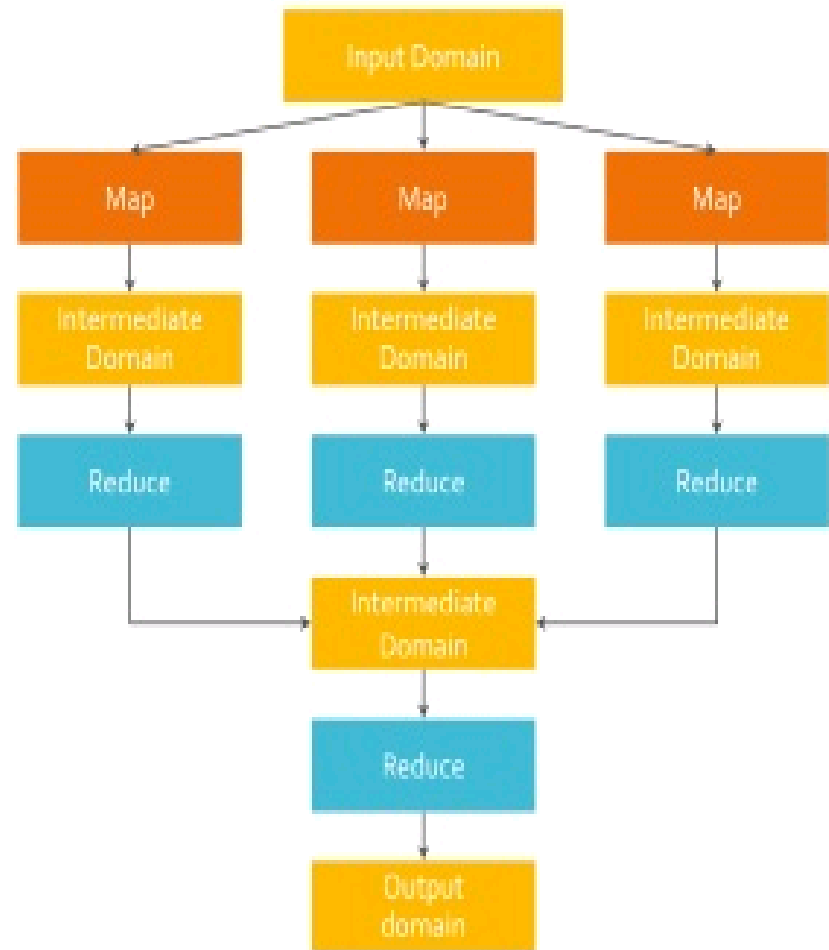 Input Domain
Map
Map
Map
Intermediate
Domain
Intermediate
Domain
Intermediate
Domain
Reduce
Reduce
Reduce
Intermediate
Domain
Reduce
Output
domain